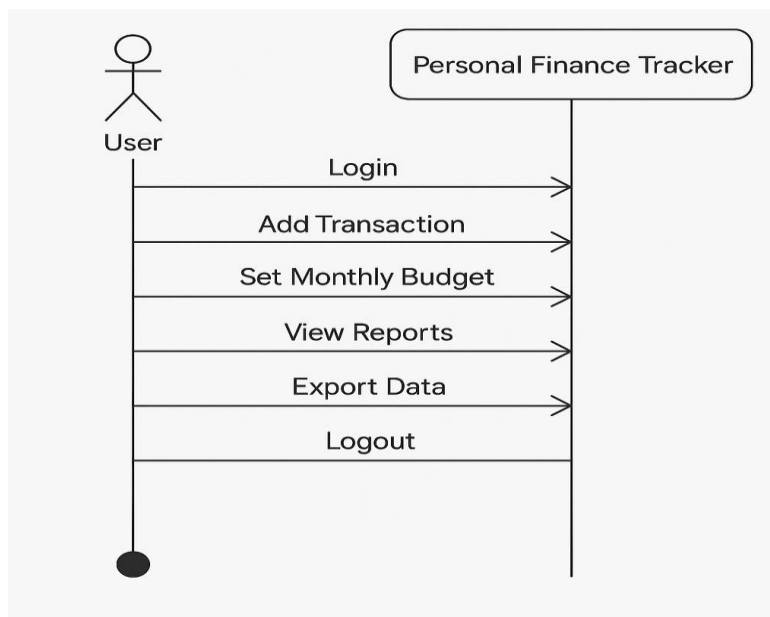 Personal Finance Tracker
User
Login
Add Transaction
Set Monthly Budget
View Reports
Export Data
Logout